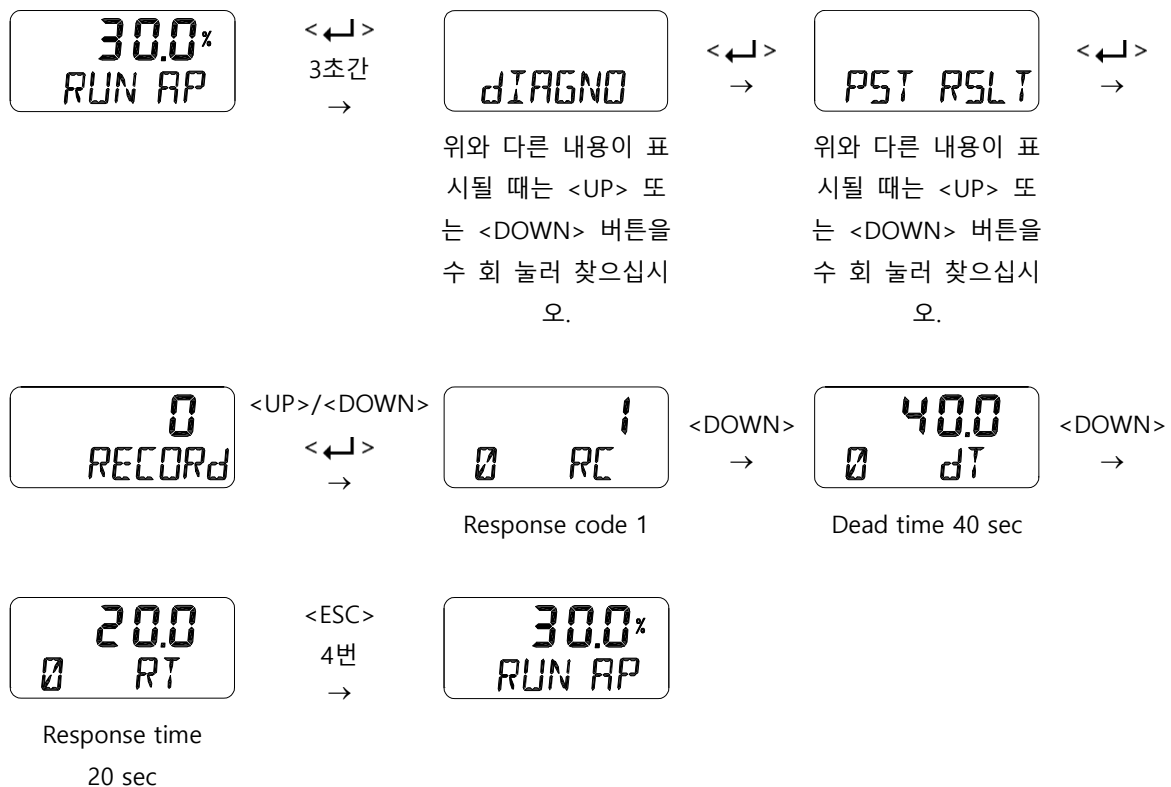 30.0%
RUN AP
<↵>
3초간
→
dIAGNO
<↵>
→
PST RSLT
<↵>
→
위와 다른 내용이 표
시될 때는 <UP> 또
는 <DOWN> 버튼을
수 회 눌러 찾으십시
오.
위와 다른 내용이 표
시될 때는 <UP> 또
는 <DOWN> 버튼을
수 회 눌러 찾으십시
오.
0
RECORd
<UP>/<DOWN>
<↵>
→
1
0 RC
<DOWN>
→
40.0
0 dT
<DOWN>
→
Response code 1
Dead time 40 sec
20.0
0 RT
<ESC>
4번
→
30.0%
RUN AP
Response time
20 sec